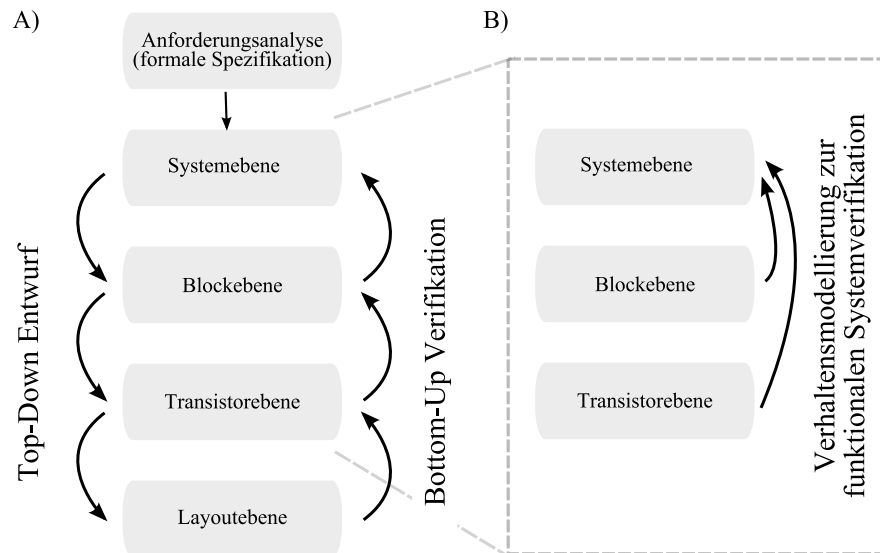 A)
Anforderungsanalyse
(formale Spezifikation)
Systemebene
Blockebene
Transistorebene
Layoutebene
Top-Down Entwurf
Bottom-Up Verifikation
B)
Systemebene
Blockebene
Transistorebene
Verhaltensmodellierung zur
funktionalen Systemverifikation